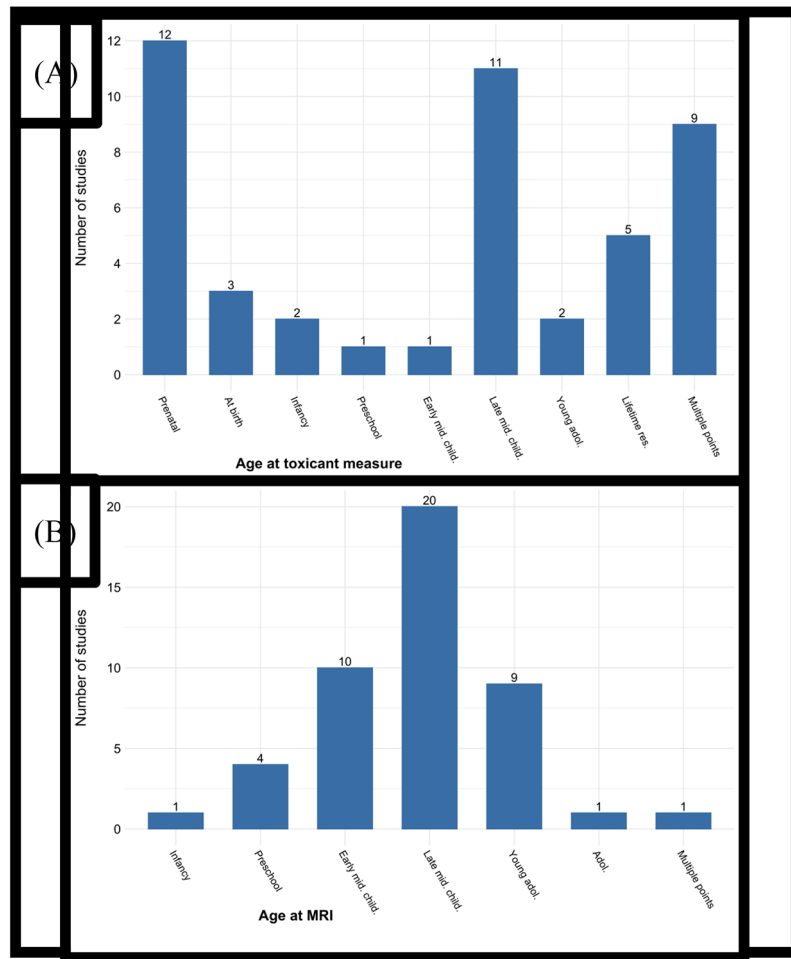 (A)
Number of studies
12
10
8
6
4
2
0
12
3
2
1
1
11
2
5
9
Prenatal
At birth
Infancy
Preschool
Early mid. child.
Late mid. child.
Young adol.
Lifetime res.
Multiple points
Age at toxicant measure
(B)
Number of studies
20
15
10
5
0
1
4
10
20
9
1
1
Infancy
Preschool
Early mid. child.
Late mid. child.
Young adol.
Adol.
Multiple points
Age at MRI